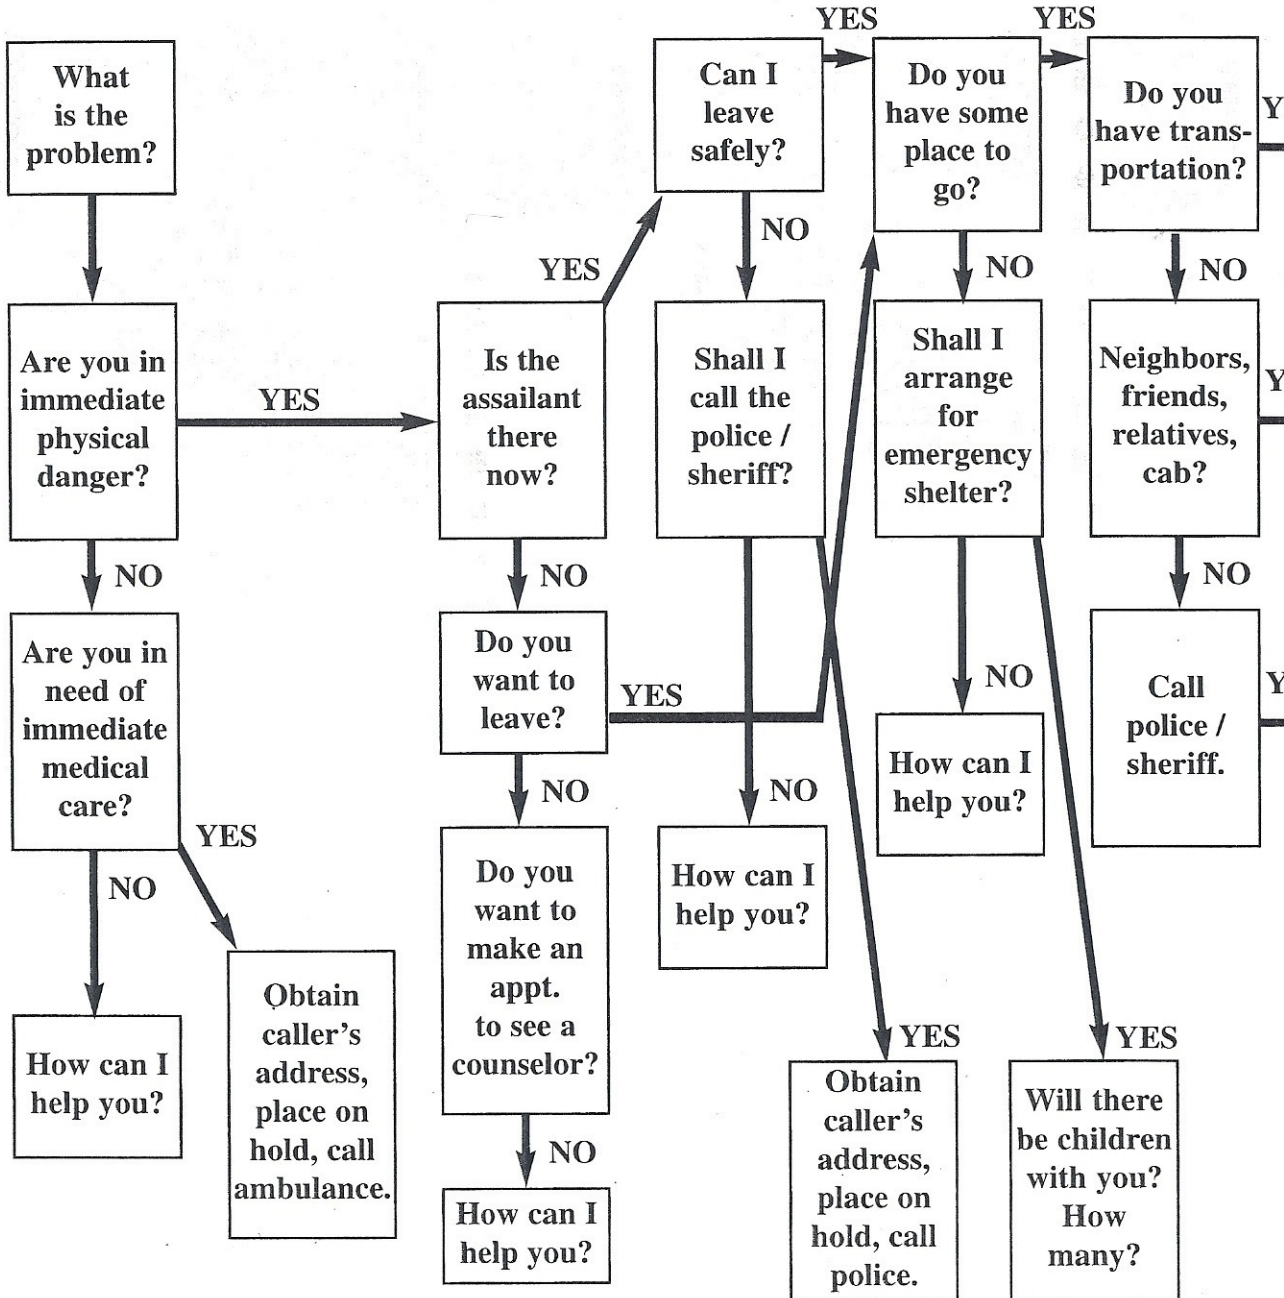 What
is the
problem?
Are you in
immediate
physical
danger?
YES
NO
Are you in
need of
immediate
medical
care?
YES
NO
How can I
help you?
Obtain
caller's
address,
place on
hold, call
ambulance.
Is the
assailant
there
now?
YES
NO
Do you
want to
leave?
YES
NO
Do you
want to
make an
appt.
to see a
counselor?
NO
How can I
help you?
Can I
leave
safely?
YES
NO
Shall I
call the
police /
sheriff?
NO
How can I
help you?
YES
Obtain
caller's
address,
place on
hold, call
police.
Do you
have some
place to
go?
YES
NO
Shall I
arrange
for
emergency
shelter?
NO
How can I
help you?
YES
Will there
be children
with you?
How
many?
Do you
have trans-
portation?
Y
NO
Neighbors,
friends,
relatives,
cab?
Y
NO
Call
police /
sheriff.
Y